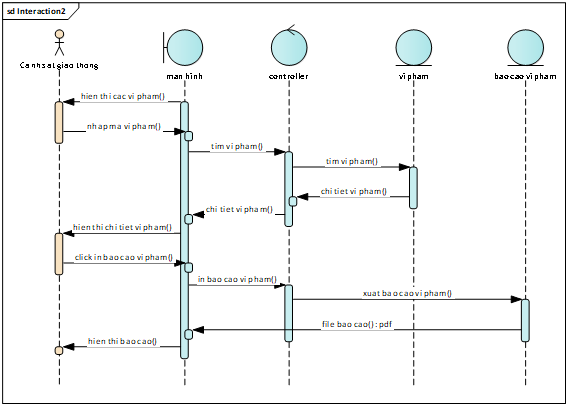 sd Interaction2
Canh sat giao thong
man hinh
controller
vi pham
bao cao vi pham
hien thi cac vi pham()
nhap ma vi pham()
tim vi pham()
tim vi pham()
chi tiet vi pham()
chi tiet vi pham()
hien thi chi tiet vi pham()
click in bao cao vi pham()
in bao cao vi pham()
xuat bao cao vi pham()
file bao cao() : pdf
hien thi bao cao()